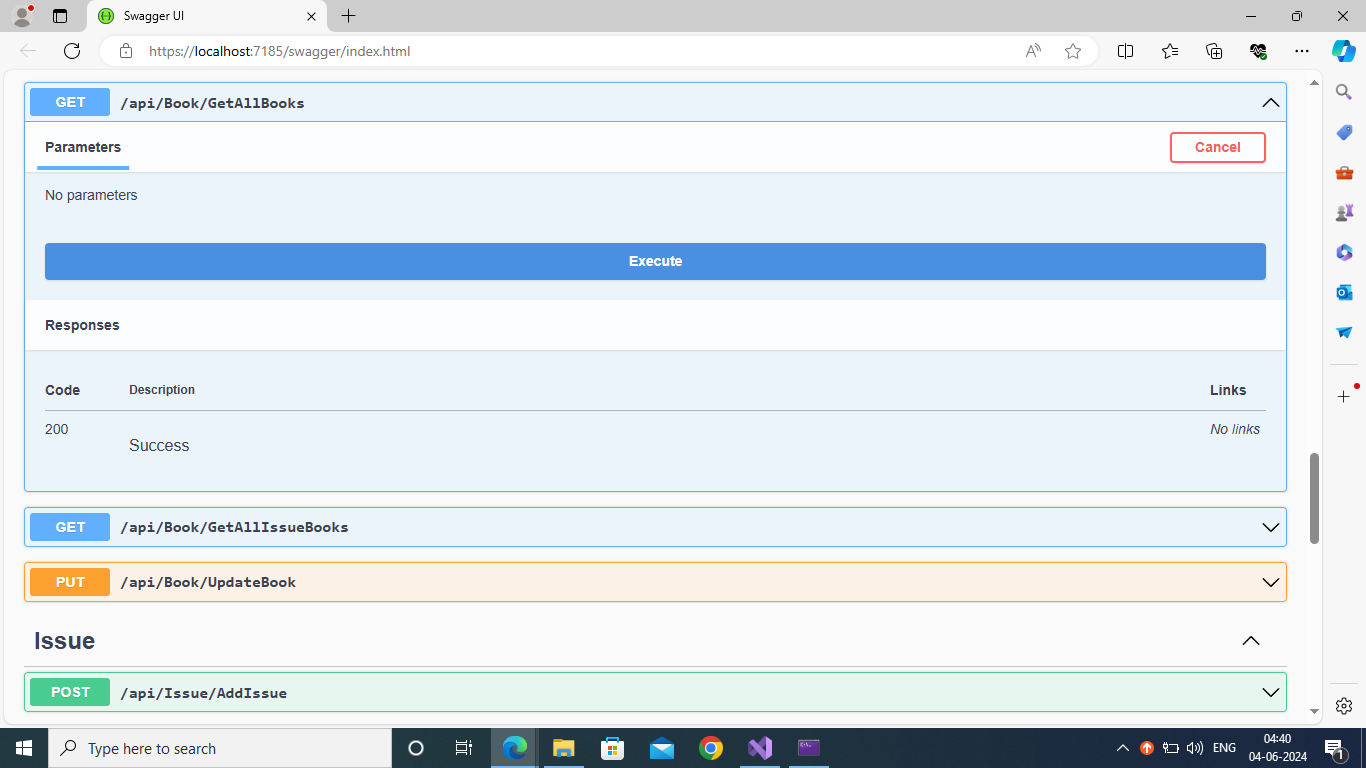 Swagger UI
https://localhost:7185/swagger/index.html
GET /api/Book/GetAllBooks
Parameters Cancel
No parameters
Execute
Responses
Code Description Links
200 Success No links
GET /api/Book/GetAllIssueBooks
PUT /api/Book/UpdateBook
Issue
POST /api/Issue/AddIssue
Type here to search
ENG
04:40
04-06-2024
1